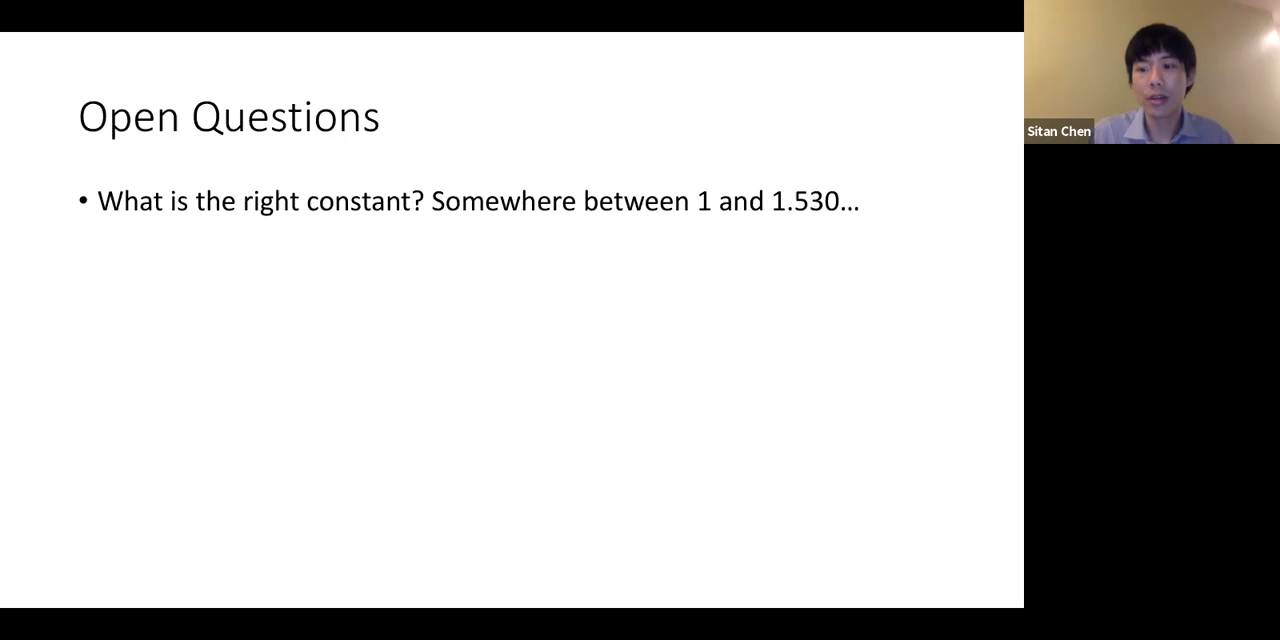 Open Questions
• What is the right constant? Somewhere between 1 and 1.530…
Sitan Chen